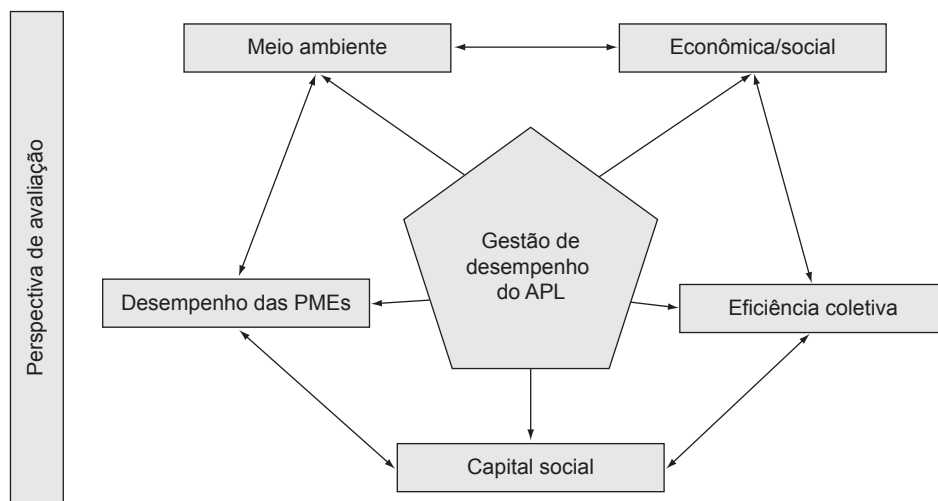 Perspectiva de avaliação
Meio ambiente
Econômica/social
Gestão de
desempenho
do APL
Desempenho das PMEs
Eficiência coletiva
Capital social